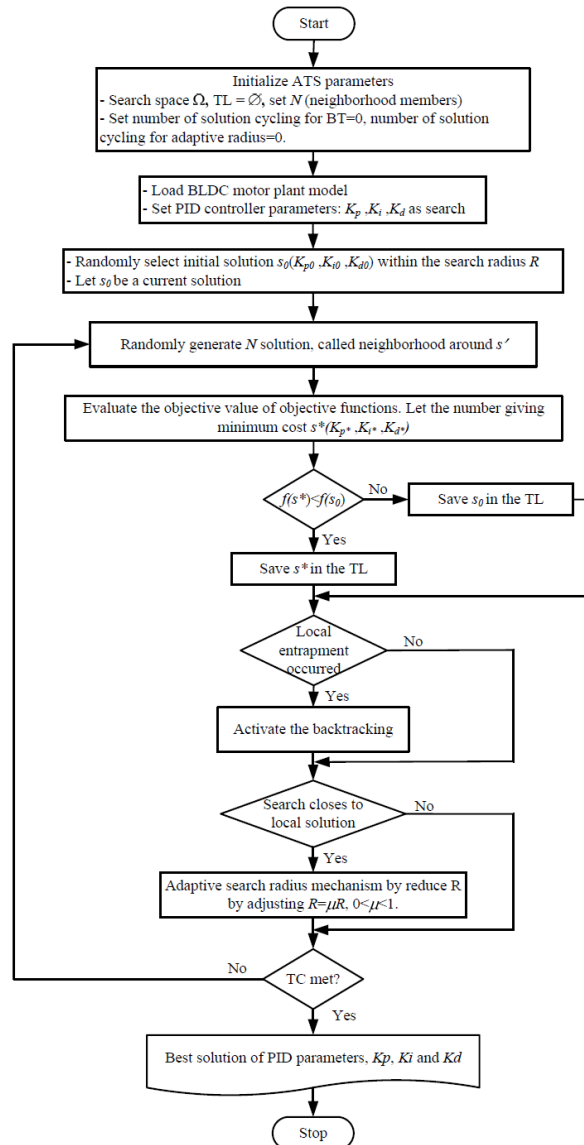 Start
Initialize ATS parameters
- Search space Ω, TL = ∅, set N (neighborhood members)
- Set number of solution cycling for BT=0, number of solution
cycling for adaptive radius=0.
- Load BLDC motor plant model
- Set PID controller parameters: Kp ,Ki ,Kd as search
- Randomly select initial solution s0(Kp0 ,Ki0 ,Kd0) within the search radius R
- Let s0 be a current solution
Randomly generate N solution, called neighborhood around s′
Evaluate the objective value of objective functions. Let the number giving
minimum cost s*(Kp* ,Ki* ,Kd*)
f(s*)<f(s0)
No
Save s0 in the TL
Yes
Save s* in the TL
Local
entrapment
occurred
No
Yes
Activate the backtracking
Search closes to
local solution
No
Yes
Adaptive search radius mechanism by reduce R
by adjusting R=μR, 0<μ<1.
No
TC met?
Yes
Best solution of PID parameters, Kp, Ki and Kd
Stop